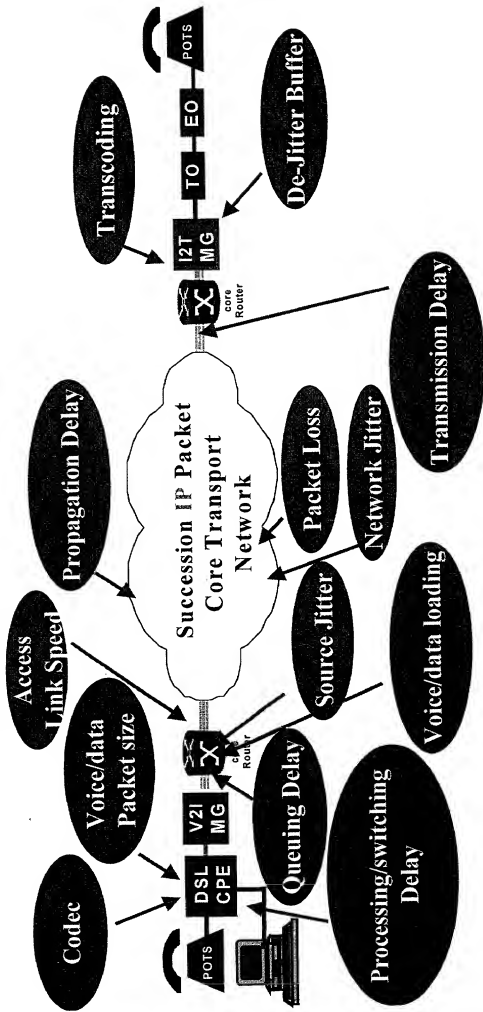 Codec
Voice/data
Packet size
Access
Link Speed
Propagation Delay
Transcoding
POTS
DSL
CPE
V2I
MG
core
Router
Succession IP Packet
Core Transport
Network
core
Router
I2T
MG
TO
EO
POTS
Processing/switching
Delay
Queuing Delay
Voice/data loading
Source Jitter
Packet Loss
Network Jitter
Transmission Delay
De-Jitter Buffer